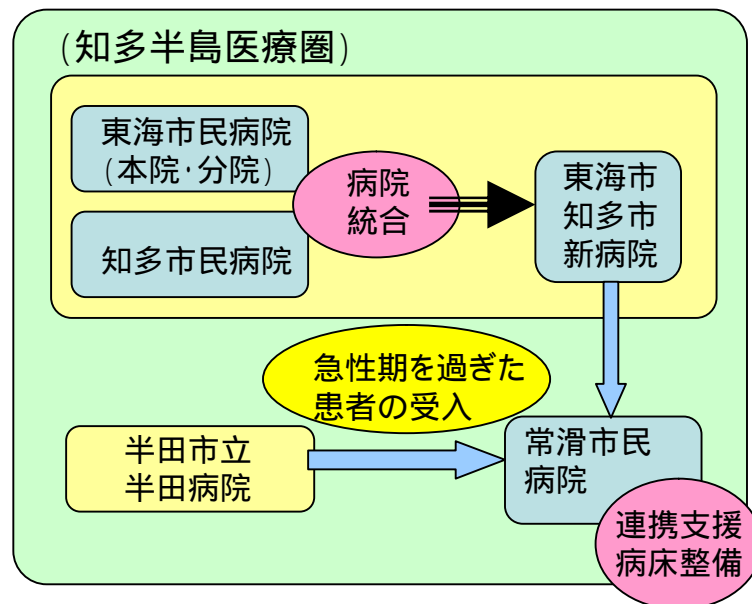 (知多半島医療圏)
東海市民病院
(本院・分院)
知多市民病院
病院
統合
東海市
知多市
新病院
急性期を過ぎた
患者の受入
半田市立
半田病院
常滑市民
病院
連携支援
病床整備